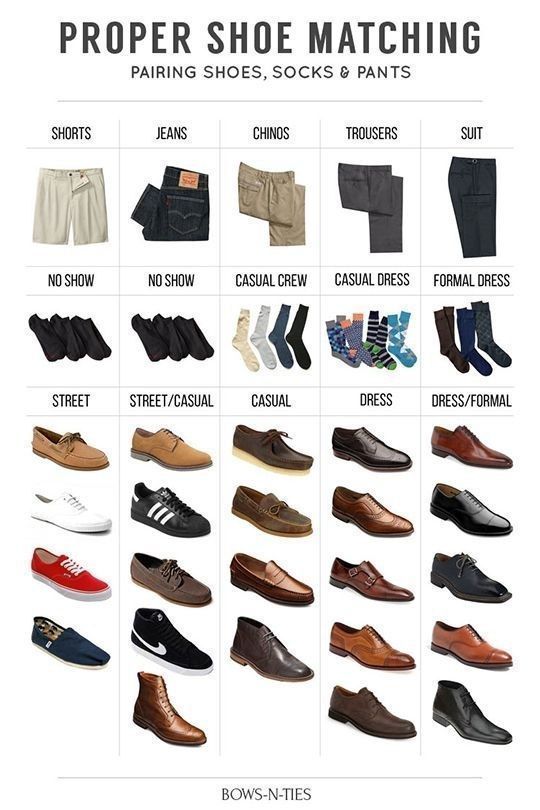 PROPER SHOE MATCHING
PAIRING SHOES, SOCKS & PANTS
SHORTS JEANS CHINOS TROUSERS SUIT
NO SHOW NO SHOW CASUAL CREW CASUAL DRESS FORMAL DRESS
STREET STREET/CASUAL CASUAL DRESS DRESS/FORMAL
BOWS-N-TIES